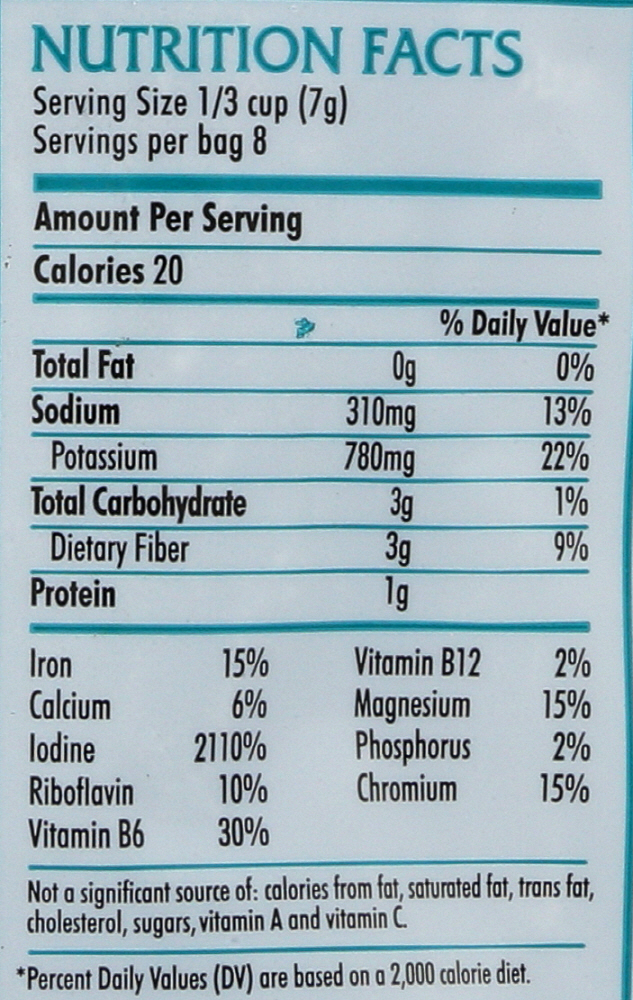 NUTRITION FACTS
Serving Size 1/3 cup (7g)
Servings per bag 8
Amount Per Serving
Calories 20
% Daily Value*
Total Fat 0g 0%
Sodium 310mg 13%
Potassium 780mg 22%
Total Carbohydrate 3g 1%
Dietary Fiber 3g 9%
Protein 1g
Iron 15% Vitamin B12 2%
Calcium 6% Magnesium 15%
Iodine 2110% Phosphorus 2%
Riboflavin 10% Chromium 15%
Vitamin B6 30%
Not a significant source of: calories from fat, saturated fat, trans fat,
cholesterol, sugars, vitamin A and vitamin C.
*Percent Daily Values (DV) are based on a 2,000 calorie diet.